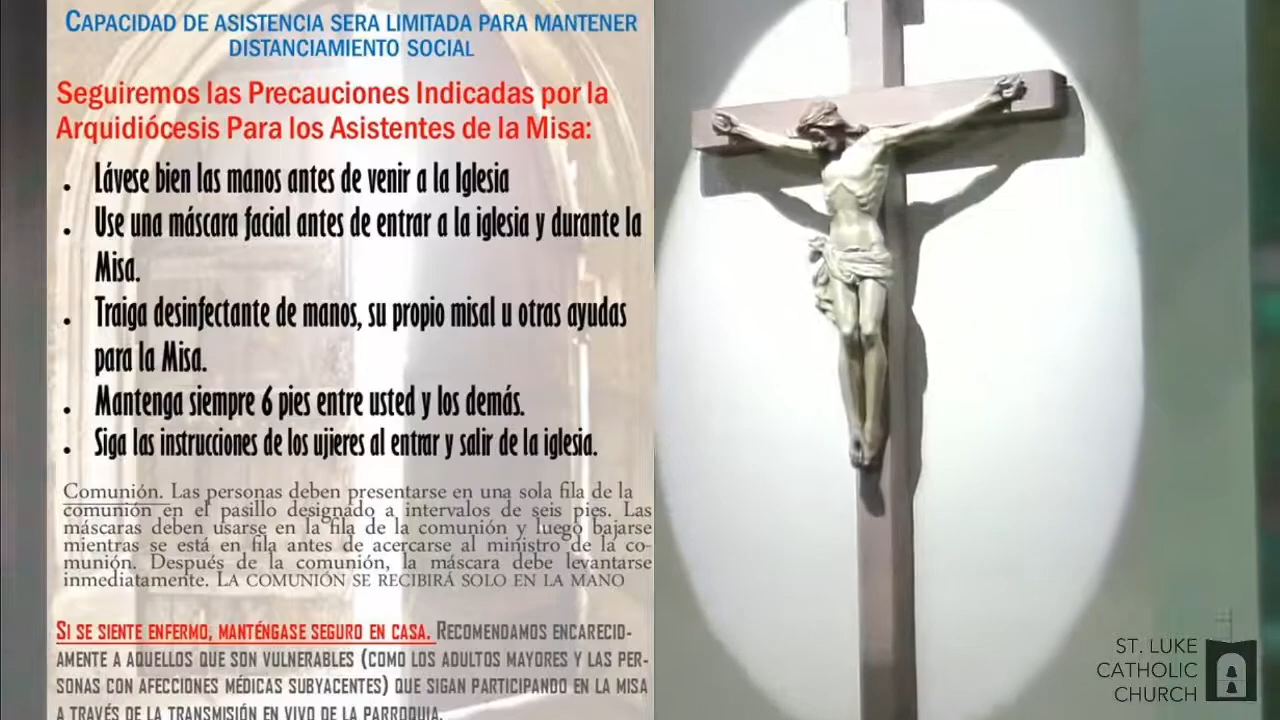 CAPACIDAD DE ASISTENCIA SERA LIMITADA PARA MANTENER
DISTANCIAMIENTO SOCIAL
Seguiremos las Precauciones Indicadas por la
Arquidiócesis Para los Asistentes de la Misa:
• Lávese bien las manos antes de venir a la Iglesia
• Use una máscara facial antes de entrar a la iglesia y durante la
Misa.
• Traiga desinfectante de manos, su propio misal u otras ayudas
para la Misa.
• Mantenga siempre 6 pies entre usted y los demás.
• Siga las instrucciones de los ujieres al entrar y salir de la iglesia.
Comunión. Las personas deben presentarse en una sola fila de la
comunión en el pasillo designado a intervalos de seis pies. Las
máscaras deben usarse en la fila de la comunión y luego bajarse
mientras se está en fila antes de acercarse al ministro de la co-
munión. Después de la comunión, la máscara debe levantarse
inmediatamente. LA COMUNIÓN SE RECIBIRÁ SOLO EN LA MANO
SI SE SIENTE ENFERMO, MANTÉNGASE SEGURO EN CASA. RECOMENDAMOS ENCARECID-
AMENTE A AQUELLOS QUE SON VULNERABLES (COMO LOS ADULTOS MAYORES Y LAS PER-
SONAS CON AFECCIONES MÉDICAS SUBYACENTES) QUE SIGAN PARTICIPANDO EN LA MISA
A TRAVÉS DE LA TRANSMISIÓN EN VIVO DE LA PARROQUIA.
ST. LUKE
CATHOLIC
CHURCH